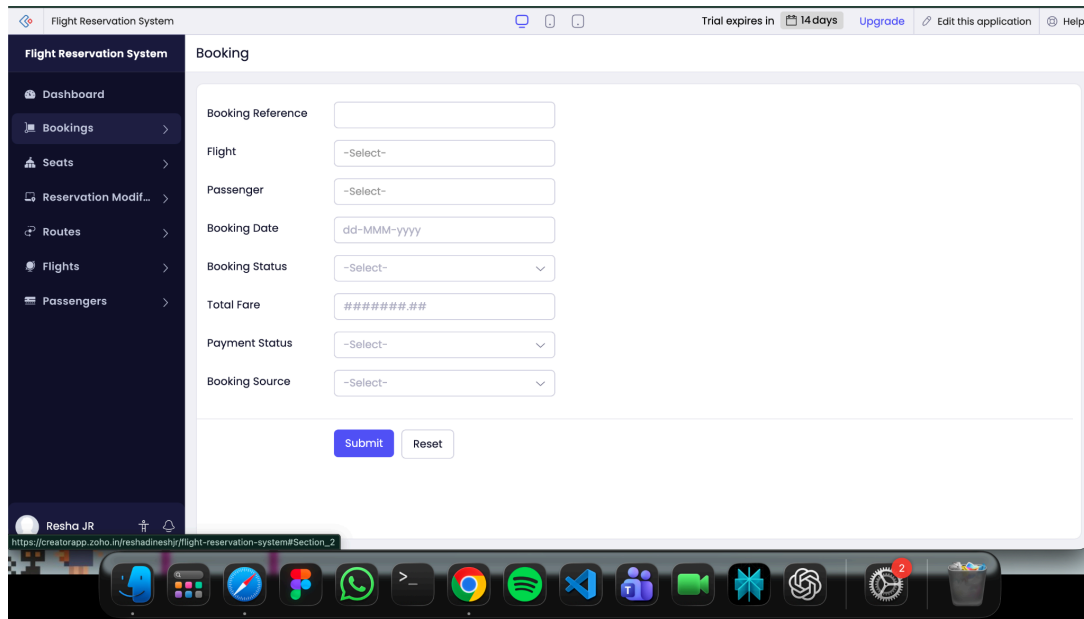 Flight Reservation System
Trial expires in 14 days Upgrade Edit this application Help
Flight Reservation System
Booking
Dashboard
Bookings
Seats
Reservation Modif...
Routes
Flights
Passengers
Booking Reference
Flight -Select-
Passenger -Select-
Booking Date dd-MMM-yyyy
Booking Status -Select-
Total Fare #######.##
Payment Status -Select-
Booking Source -Select-
Submit Reset
Resha JR
https://creatorapp.zoho.in/reshadineshjr/flight-reservation-system#Section_2
>_
T
2